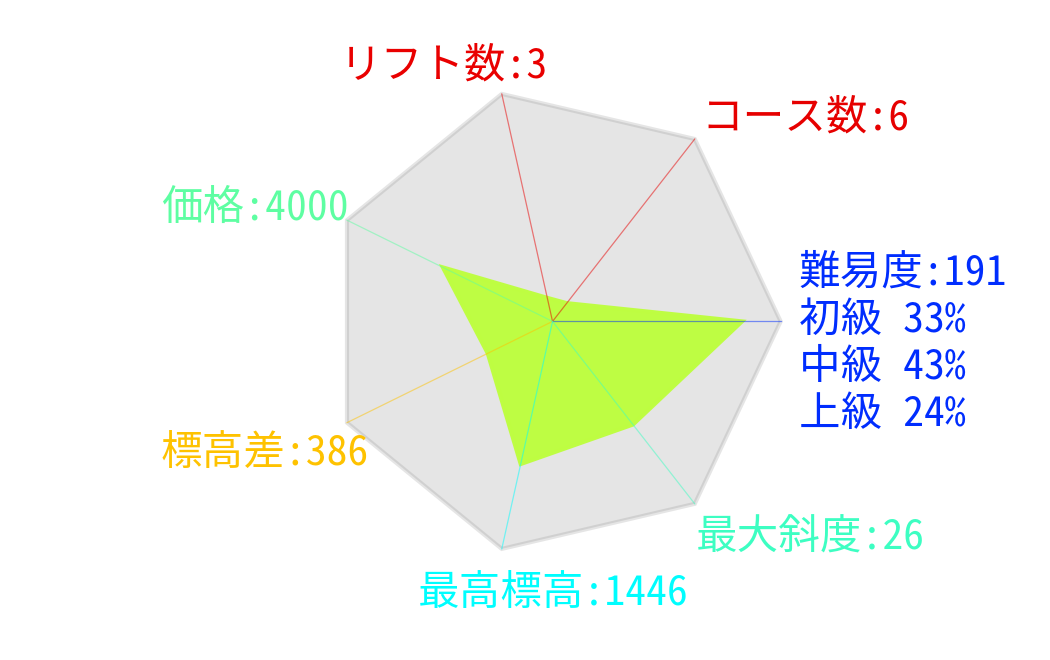 リフト数:3
コース数:6
価格:4000
難易度:191
初級 33%
中級 43%
上級 24%
標高差:386
最大斜度:26
最高標高:1446